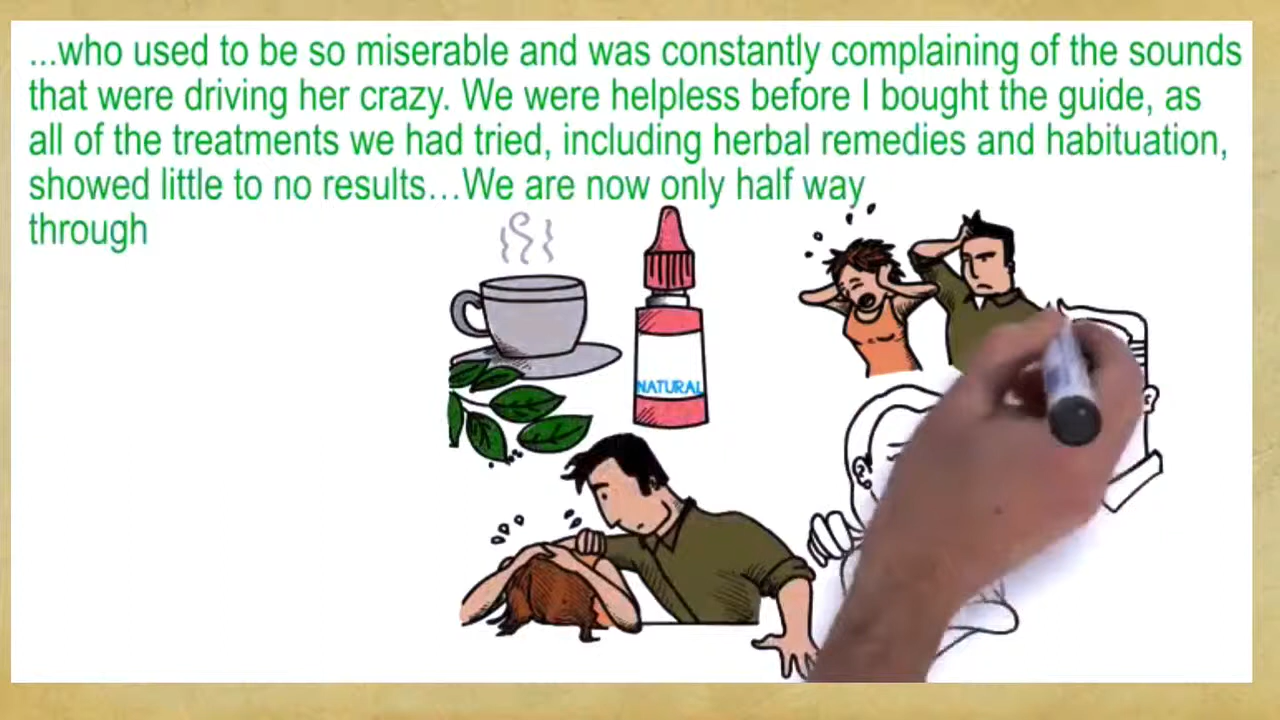 ...who used to be so miserable and was constantly complaining of the sounds
that were driving her crazy. We were helpless before I bought the guide, as
all of the treatments we had tried, including herbal remedies and habituation,
showed little to no results...We are now only half way
through
NATURAL